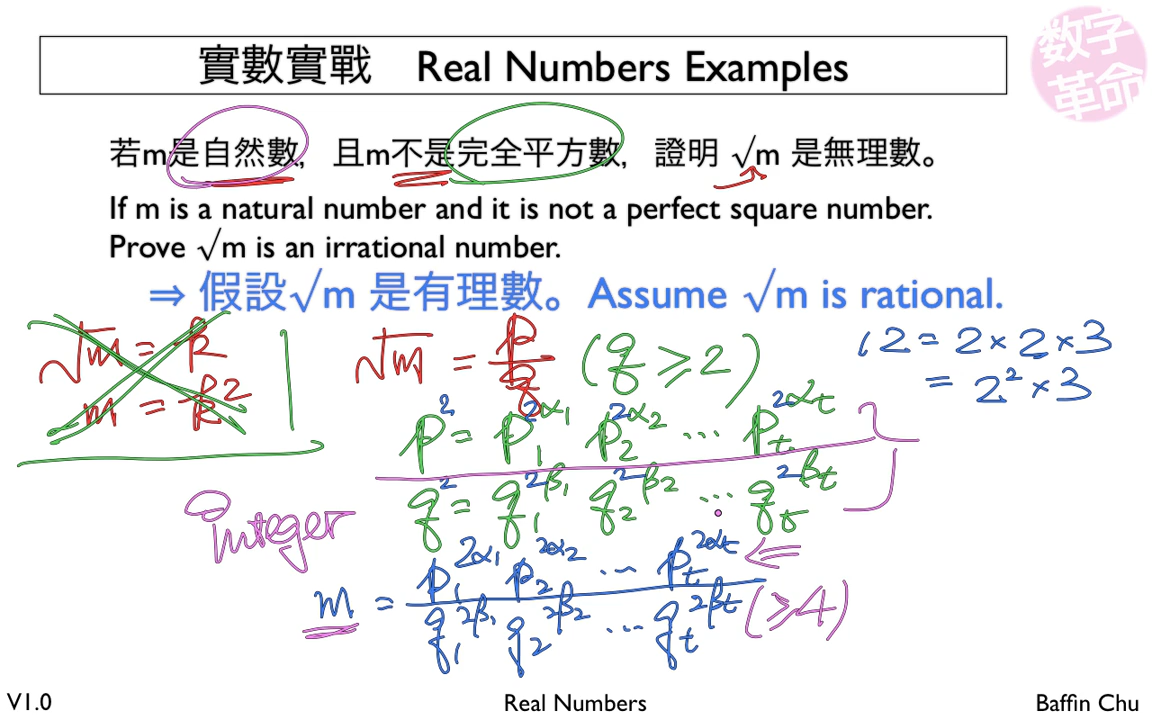 数字
革命
實數實戰 Real Numbers Examples
若m是自然數, 且m不是完全平方數, 證明 √m 是無理數。
If m is a natural number and it is not a perfect square number.
Prove √m is an irrational number.
⇒ 假設√m 是有理數。Assume √m is rational.
√m = k
m = k²
√m = p/q (q ≥ 2)
12 = 2 × 2 × 3
= 2² × 3
p² = p₁^2α₁ p₂^2α₂ ... p_t^2αt
q² = q₁^2β₁ q₂^2β₂ ... q_t^2βt
integer
m = p₁^2α₁ p₂^2α₂ ... p_t^2αt ⇐
q₁^2β₁ q₂^2β₂ ... q_t^2βt (≥4)
V1.0 Real Numbers Baffin Chu